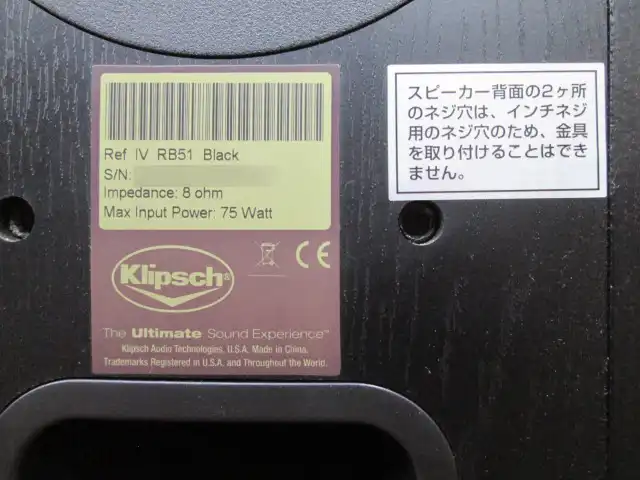 Ref IV RB51 Black
S/N:
Impedance: 8 ohm
Max Input Power: 75 Watt
Klipsch®
CE
The Ultimate Sound Experience™
Klipsch Audio Technologies, U.S.A. Made in China.
Trademarks Registered in U.S.A. and Throughout the World.
スピーカー背面の2ヶ所
のネジ穴は、インチネジ
用のネジ穴のため、金具
を取り付けることはでき
ません。